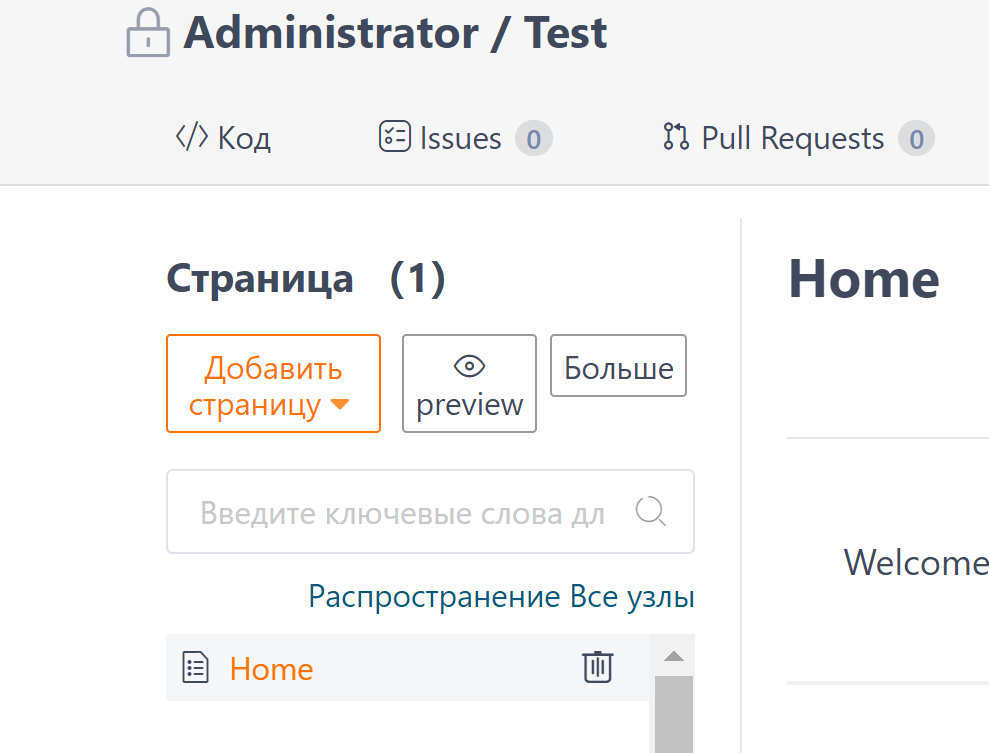 Administrator / Test
Код Issues 0 Pull Requests 0
Страница (1)
Home
Добавить
страницу
preview
Больше
Введите ключевые слова дл
Welcome
Распространение Все узлы
Home